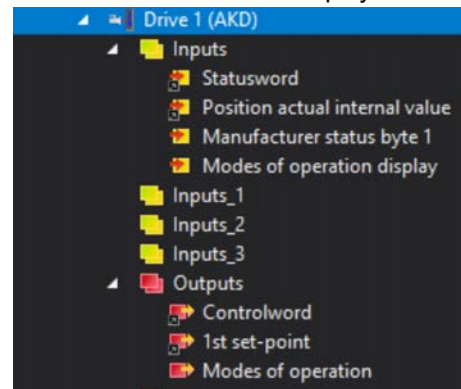 Drive 1 (AKD)
Inputs
Statusword
Position actual internal value
Manufacturer status byte 1
Modes of operation display
Inputs_1
Inputs_2
Inputs_3
Outputs
Controlword
1st set-point
Modes of operation